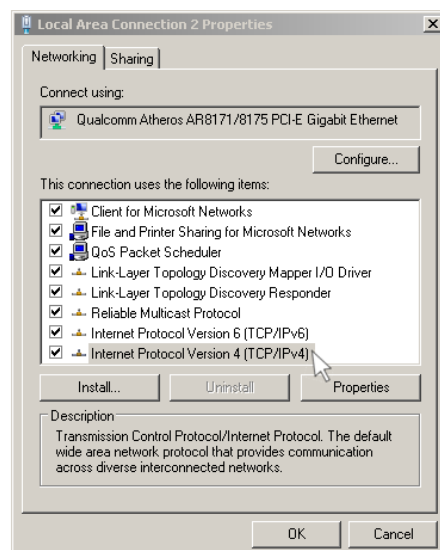 Local Area Connection 2 Properties
Networking
Sharing
Connect using:
Qualcomm Atheros AR8171/8175 PCI-E Gigabit Ethernet
Configure...
This connection uses the following items:
Client for Microsoft Networks
File and Printer Sharing for Microsoft Networks
QoS Packet Scheduler
Link-Layer Topology Discovery Mapper I/O Driver
Link-Layer Topology Discovery Responder
Reliable Multicast Protocol
Internet Protocol Version 6 (TCP/IPv6)
Internet Protocol Version 4 (TCP/IPv4)
Install...
Uninstall
Properties
Description
Transmission Control Protocol/Internet Protocol. The default
wide area network protocol that provides communication
across diverse interconnected networks.
OK
Cancel